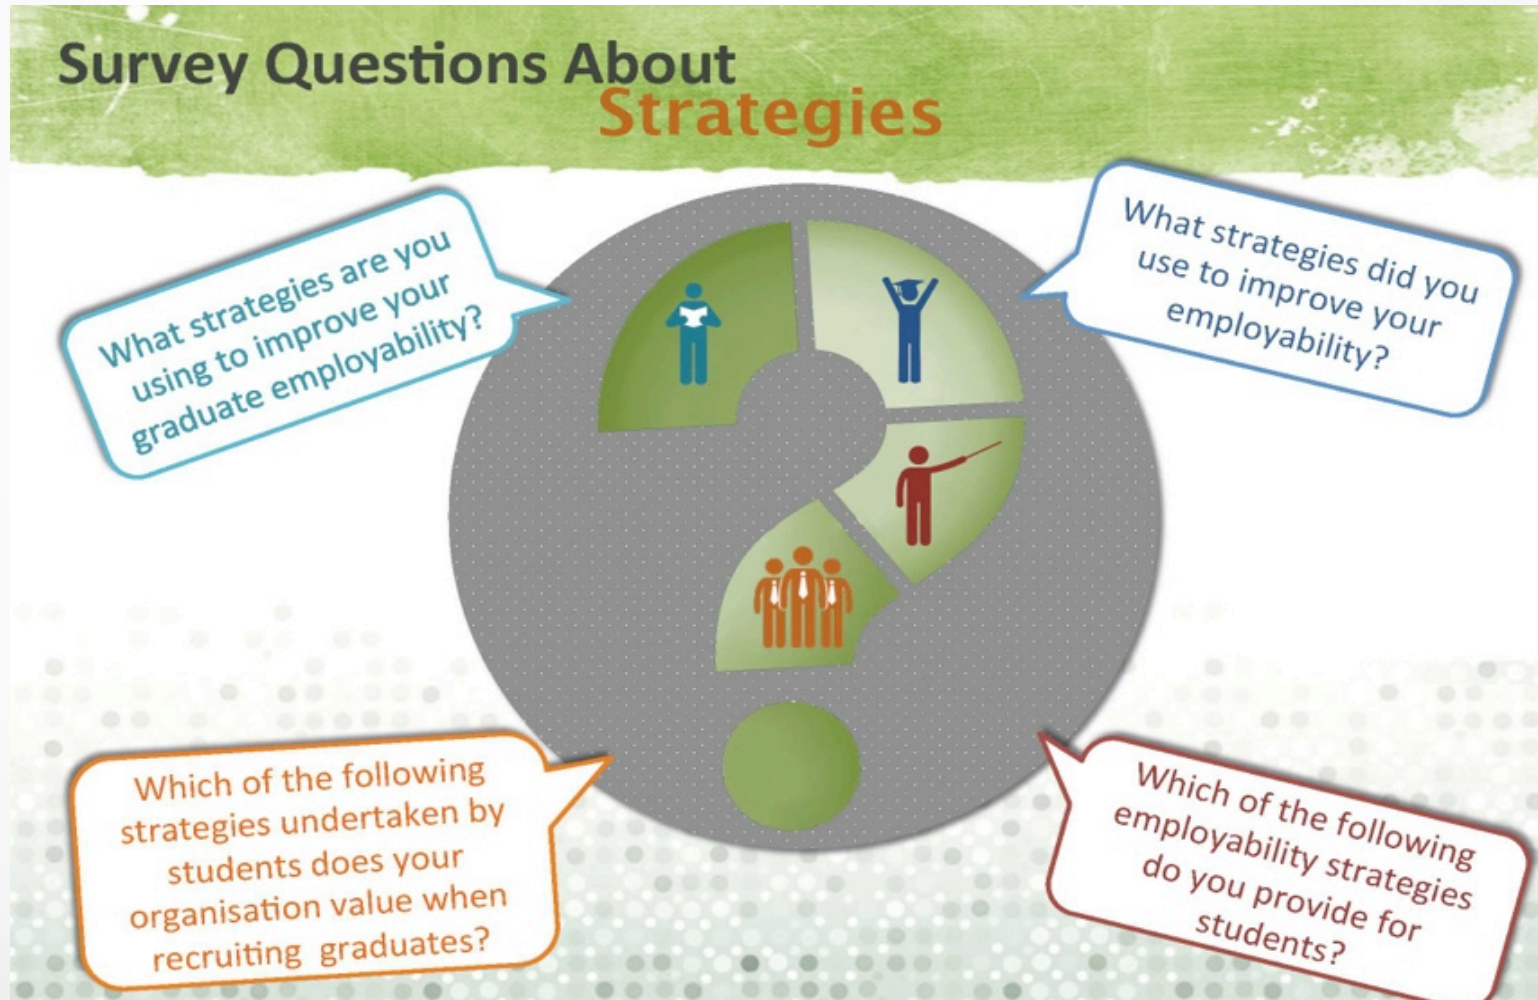 Survey Questions About
Strategies
What strategies are you
using to improve your
graduate employability?
What strategies did you
use to improve your
employability?
Which of the following
strategies undertaken by
students does your
organisation value when
recruiting graduates?
Which of the following
employability strategies
do you provide for
students?